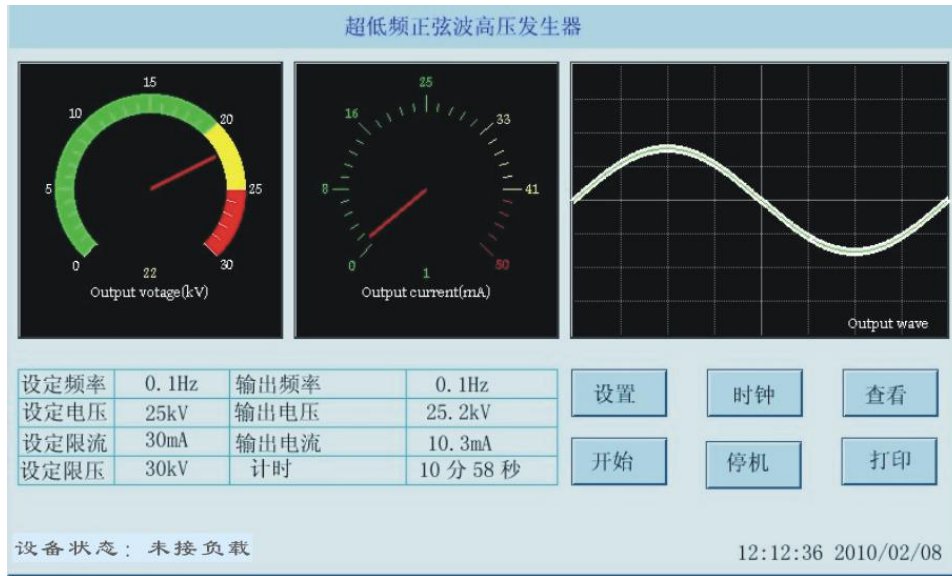 超低频正弦波高压发生器
15
10
20
5
25
0
22
30
Output votage(kV)
25
16
33
8
41
0
1
50
Output current(mA)
Output wave
设定频率 0.1Hz 输出频率 0.1Hz
设定电压 25kV 输出电压 25.2kV
设定限流 30mA 输出电流 10.3mA
设定限压 30kV 计时 10分58秒
设置 时钟 查看
开始 停机 打印
设备状态：未接负载
12:12:36 2010/02/08